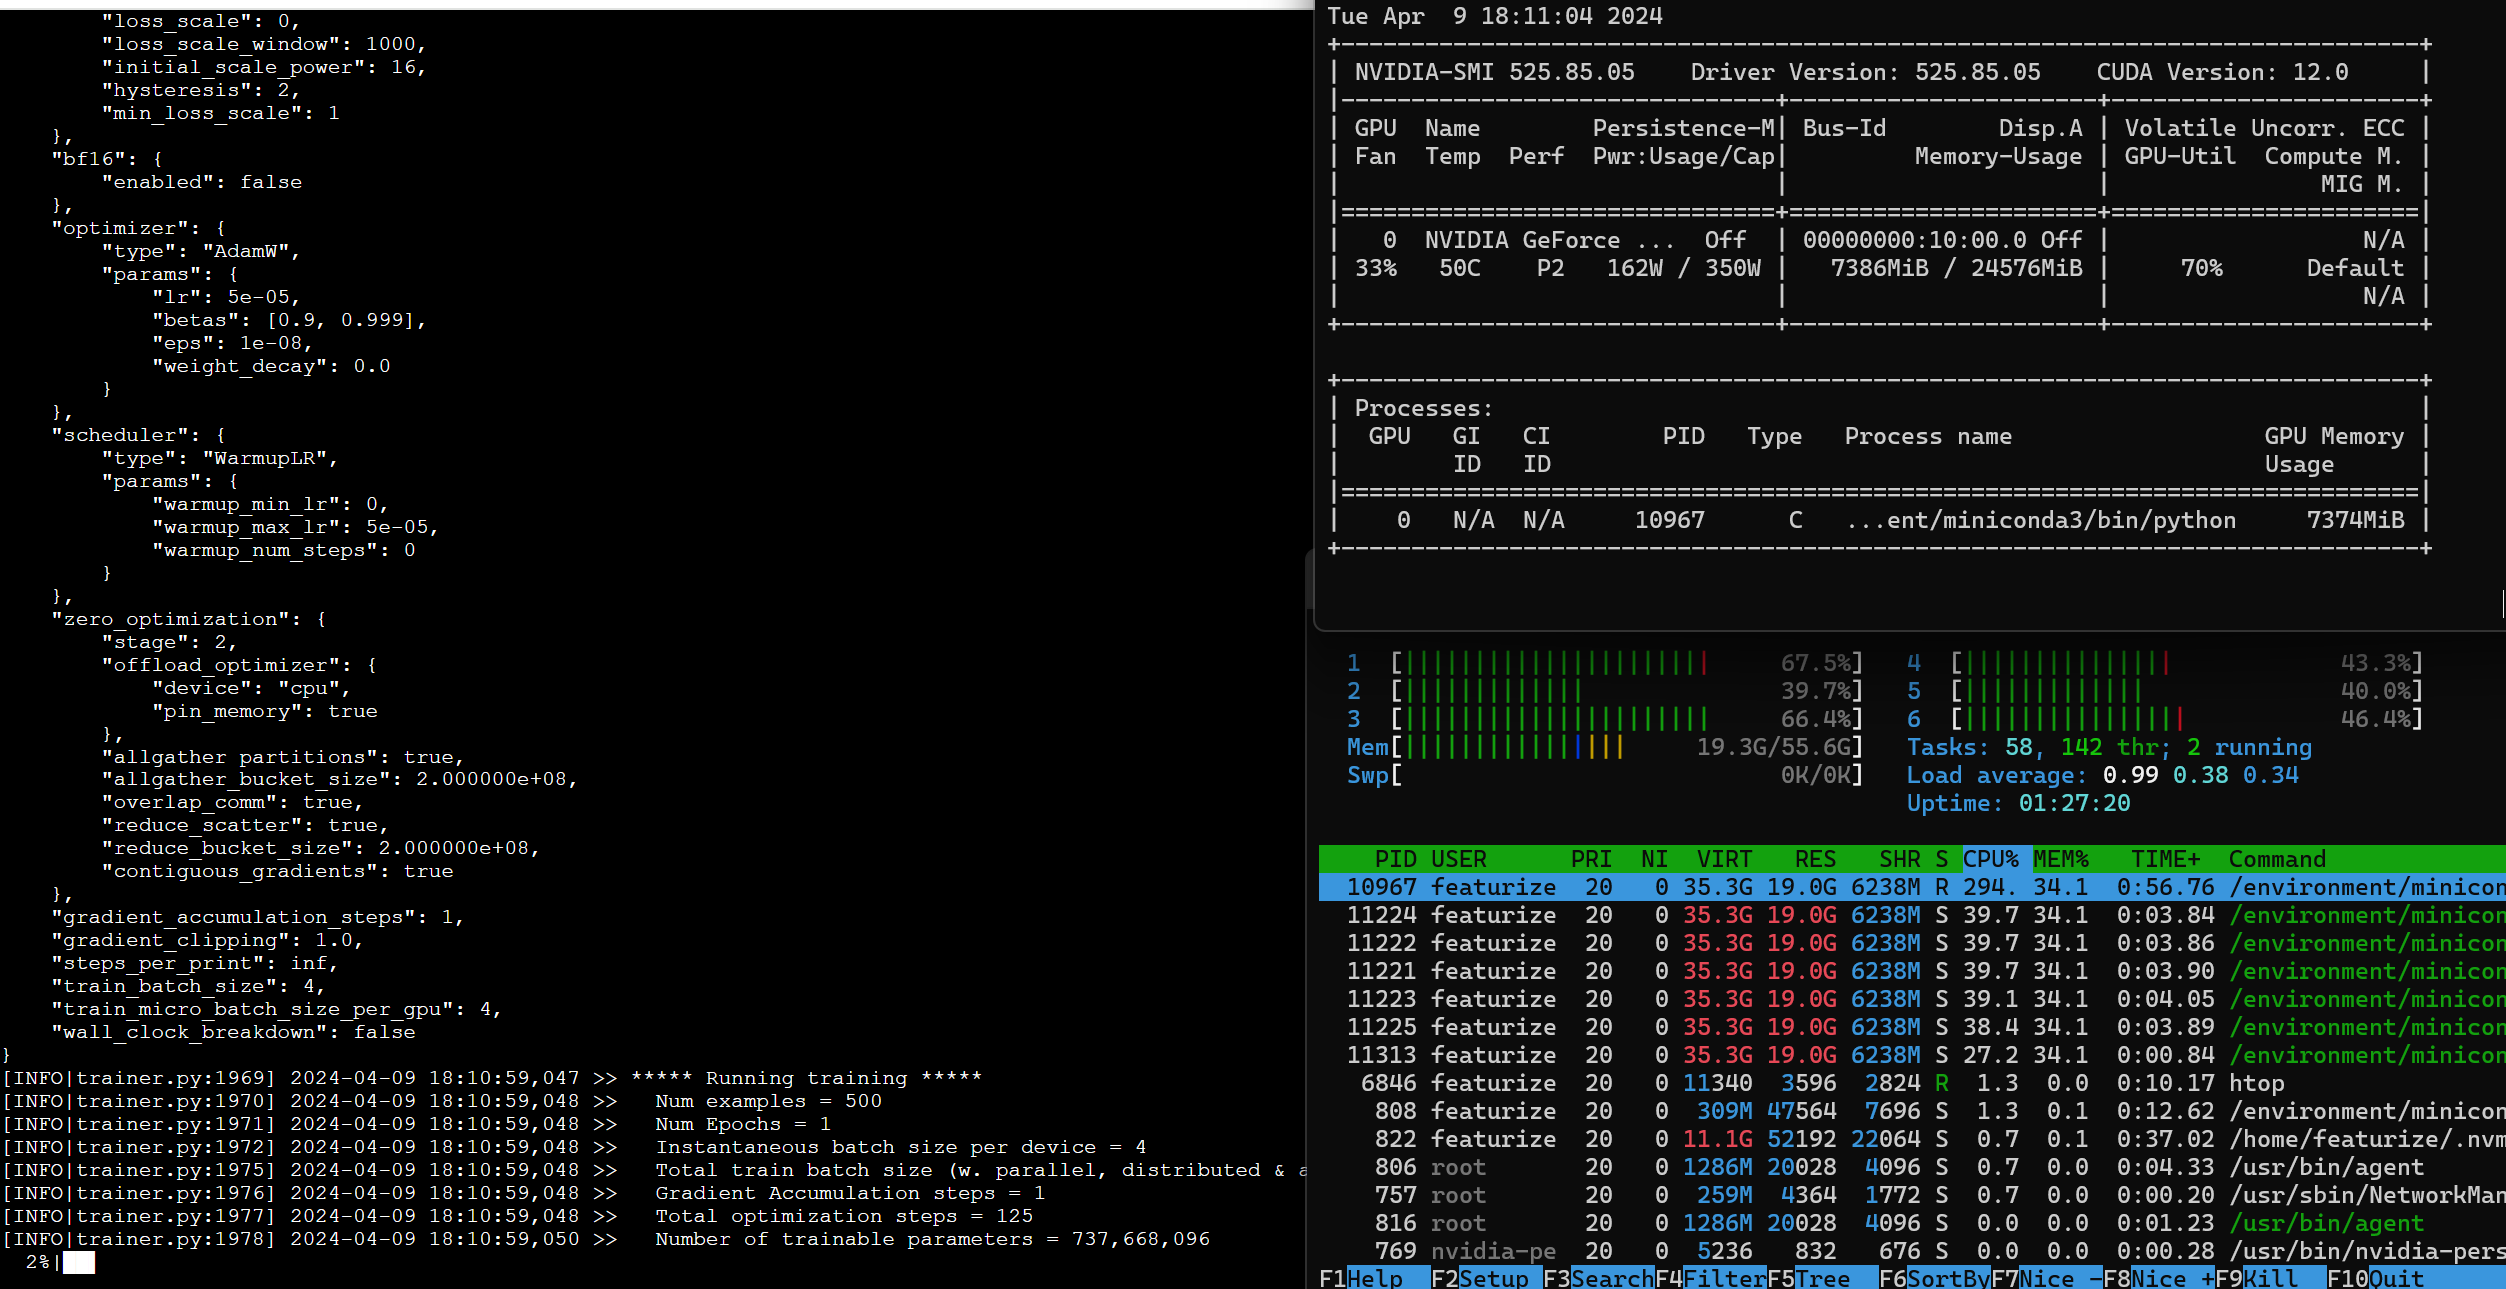 "loss_scale": 0,
        "loss_scale_window": 1000,
        "initial_scale_power": 16,
        "hysteresis": 2,
        "min_loss_scale": 1
    },
    "bf16": {
        "enabled": false
    },
    "optimizer": {
        "type": "AdamW",
        "params": {
            "lr": 5e-05,
            "betas": [0.9, 0.999],
            "eps": 1e-08,
            "weight_decay": 0.0
        }
    },
    "scheduler": {
        "type": "WarmupLR",
        "params": {
            "warmup_min_lr": 0,
            "warmup_max_lr": 5e-05,
            "warmup_num_steps": 0
        }
    },
    "zero_optimization": {
        "stage": 2,
        "offload_optimizer": {
            "device": "cpu",
            "pin_memory": true
        },
        "allgather_partitions": true,
        "allgather_bucket_size": 2.000000e+08,
        "overlap_comm": true,
        "reduce_scatter": true,
        "reduce_bucket_size": 2.000000e+08,
        "contiguous_gradients": true
    },
    "gradient_accumulation_steps": 1,
    "gradient_clipping": 1.0,
    "steps_per_print": inf,
    "train_batch_size": 4,
    "train_micro_batch_size_per_gpu": 4,
    "wall_clock_breakdown": false
}
[INFO|trainer.py:1969] 2024-04-09 18:10:59,047 >> ***** Running training *****
[INFO|trainer.py:1970] 2024-04-09 18:10:59,048 >>   Num examples = 500
[INFO|trainer.py:1971] 2024-04-09 18:10:59,048 >>   Num Epochs = 1
[INFO|trainer.py:1972] 2024-04-09 18:10:59,048 >>   Instantaneous batch size per device = 4
[INFO|trainer.py:1975] 2024-04-09 18:10:59,048 >>   Total train batch size (w. parallel, distributed & a
[INFO|trainer.py:1976] 2024-04-09 18:10:59,048 >>   Gradient Accumulation steps = 1
[INFO|trainer.py:1977] 2024-04-09 18:10:59,048 >>   Total optimization steps = 125
[INFO|trainer.py:1978] 2024-04-09 18:10:59,050 >>   Number of trainable parameters = 737,668,096
  2%|
Tue Apr  9 18:11:04 2024
NVIDIA-SMI 525.85.05    Driver Version: 525.85.05    CUDA Version: 12.0
GPU  Name        Persistence-M| Bus-Id        Disp.A | Volatile Uncorr. ECC |
Fan  Temp  Perf  Pwr:Usage/Cap|         Memory-Usage | GPU-Util  Compute M. |
MIG M. |
0  NVIDIA GeForce ...  Off  | 00000000:10:00.0 Off |                  N/A |
33%   50C    P2   162W / 350W |   7386MiB / 24576MiB |     70%      Default |
N/A |
Processes:
GPU   GI   CI        PID   Type   Process name                  GPU Memory |
ID   ID                                                   Usage      |
0   N/A  N/A     10967      C   ...ent/miniconda3/bin/python     7374MiB |
1  [67.5%]   4  [43.3%]
2  [39.7%]   5  [40.0%]
3  [66.4%]   6  [46.4%]
Mem[19.3G/55.6G]   Tasks: 58, 142 thr; 2 running
Swp[0K/0K]   Load average: 0.99 0.38 0.34
Uptime: 01:27:20
PID USER      PRI  NI  VIRT   RES   SHR S CPU% MEM%   TIME+  Command
10967 featurize  20   0 35.3G 19.0G 6238M R 294. 34.1  0:56.76 /environment/minicon
11224 featurize  20   0 35.3G 19.0G 6238M S 39.7 34.1  0:03.84 /environment/minicon
11222 featurize  20   0 35.3G 19.0G 6238M S 39.7 34.1  0:03.86 /environment/minicon
11221 featurize  20   0 35.3G 19.0G 6238M S 39.7 34.1  0:03.90 /environment/minicon
11223 featurize  20   0 35.3G 19.0G 6238M S 39.1 34.1  0:04.05 /environment/minicon
11225 featurize  20   0 35.3G 19.0G 6238M S 38.4 34.1  0:03.89 /environment/minicon
11313 featurize  20   0 35.3G 19.0G 6238M S 27.2 34.1  0:00.84 /environment/minicon
6846 featurize  20   0 11340  3596  2824 R  1.3  0.0  0:10.17 htop
808 featurize  20   0  309M 47564  7696 S  1.3  0.1  0:12.62 /environment/minicon
822 featurize  20   0 11.1G 52192 22064 S  0.7  0.1  0:37.02 /home/featurize/.nvm
806 root       20   0 1286M 20028  4096 S  0.7  0.0  0:04.33 /usr/bin/agent
757 root       20   0  259M  4364  1772 S  0.7  0.0  0:00.20 /usr/sbin/NetworkMan
816 root       20   0 1286M 20028  4096 S  0.0  0.0  0:01.23 /usr/bin/agent
769 nvidia-pe  20   0  5236   832   676 S  0.0  0.0  0:00.28 /usr/bin/nvidia-pers
F1Help  F2Setup F3SearchF4FilterF5Tree  F6SortByF7Nice -F8Nice +F9Kill  F10Quit